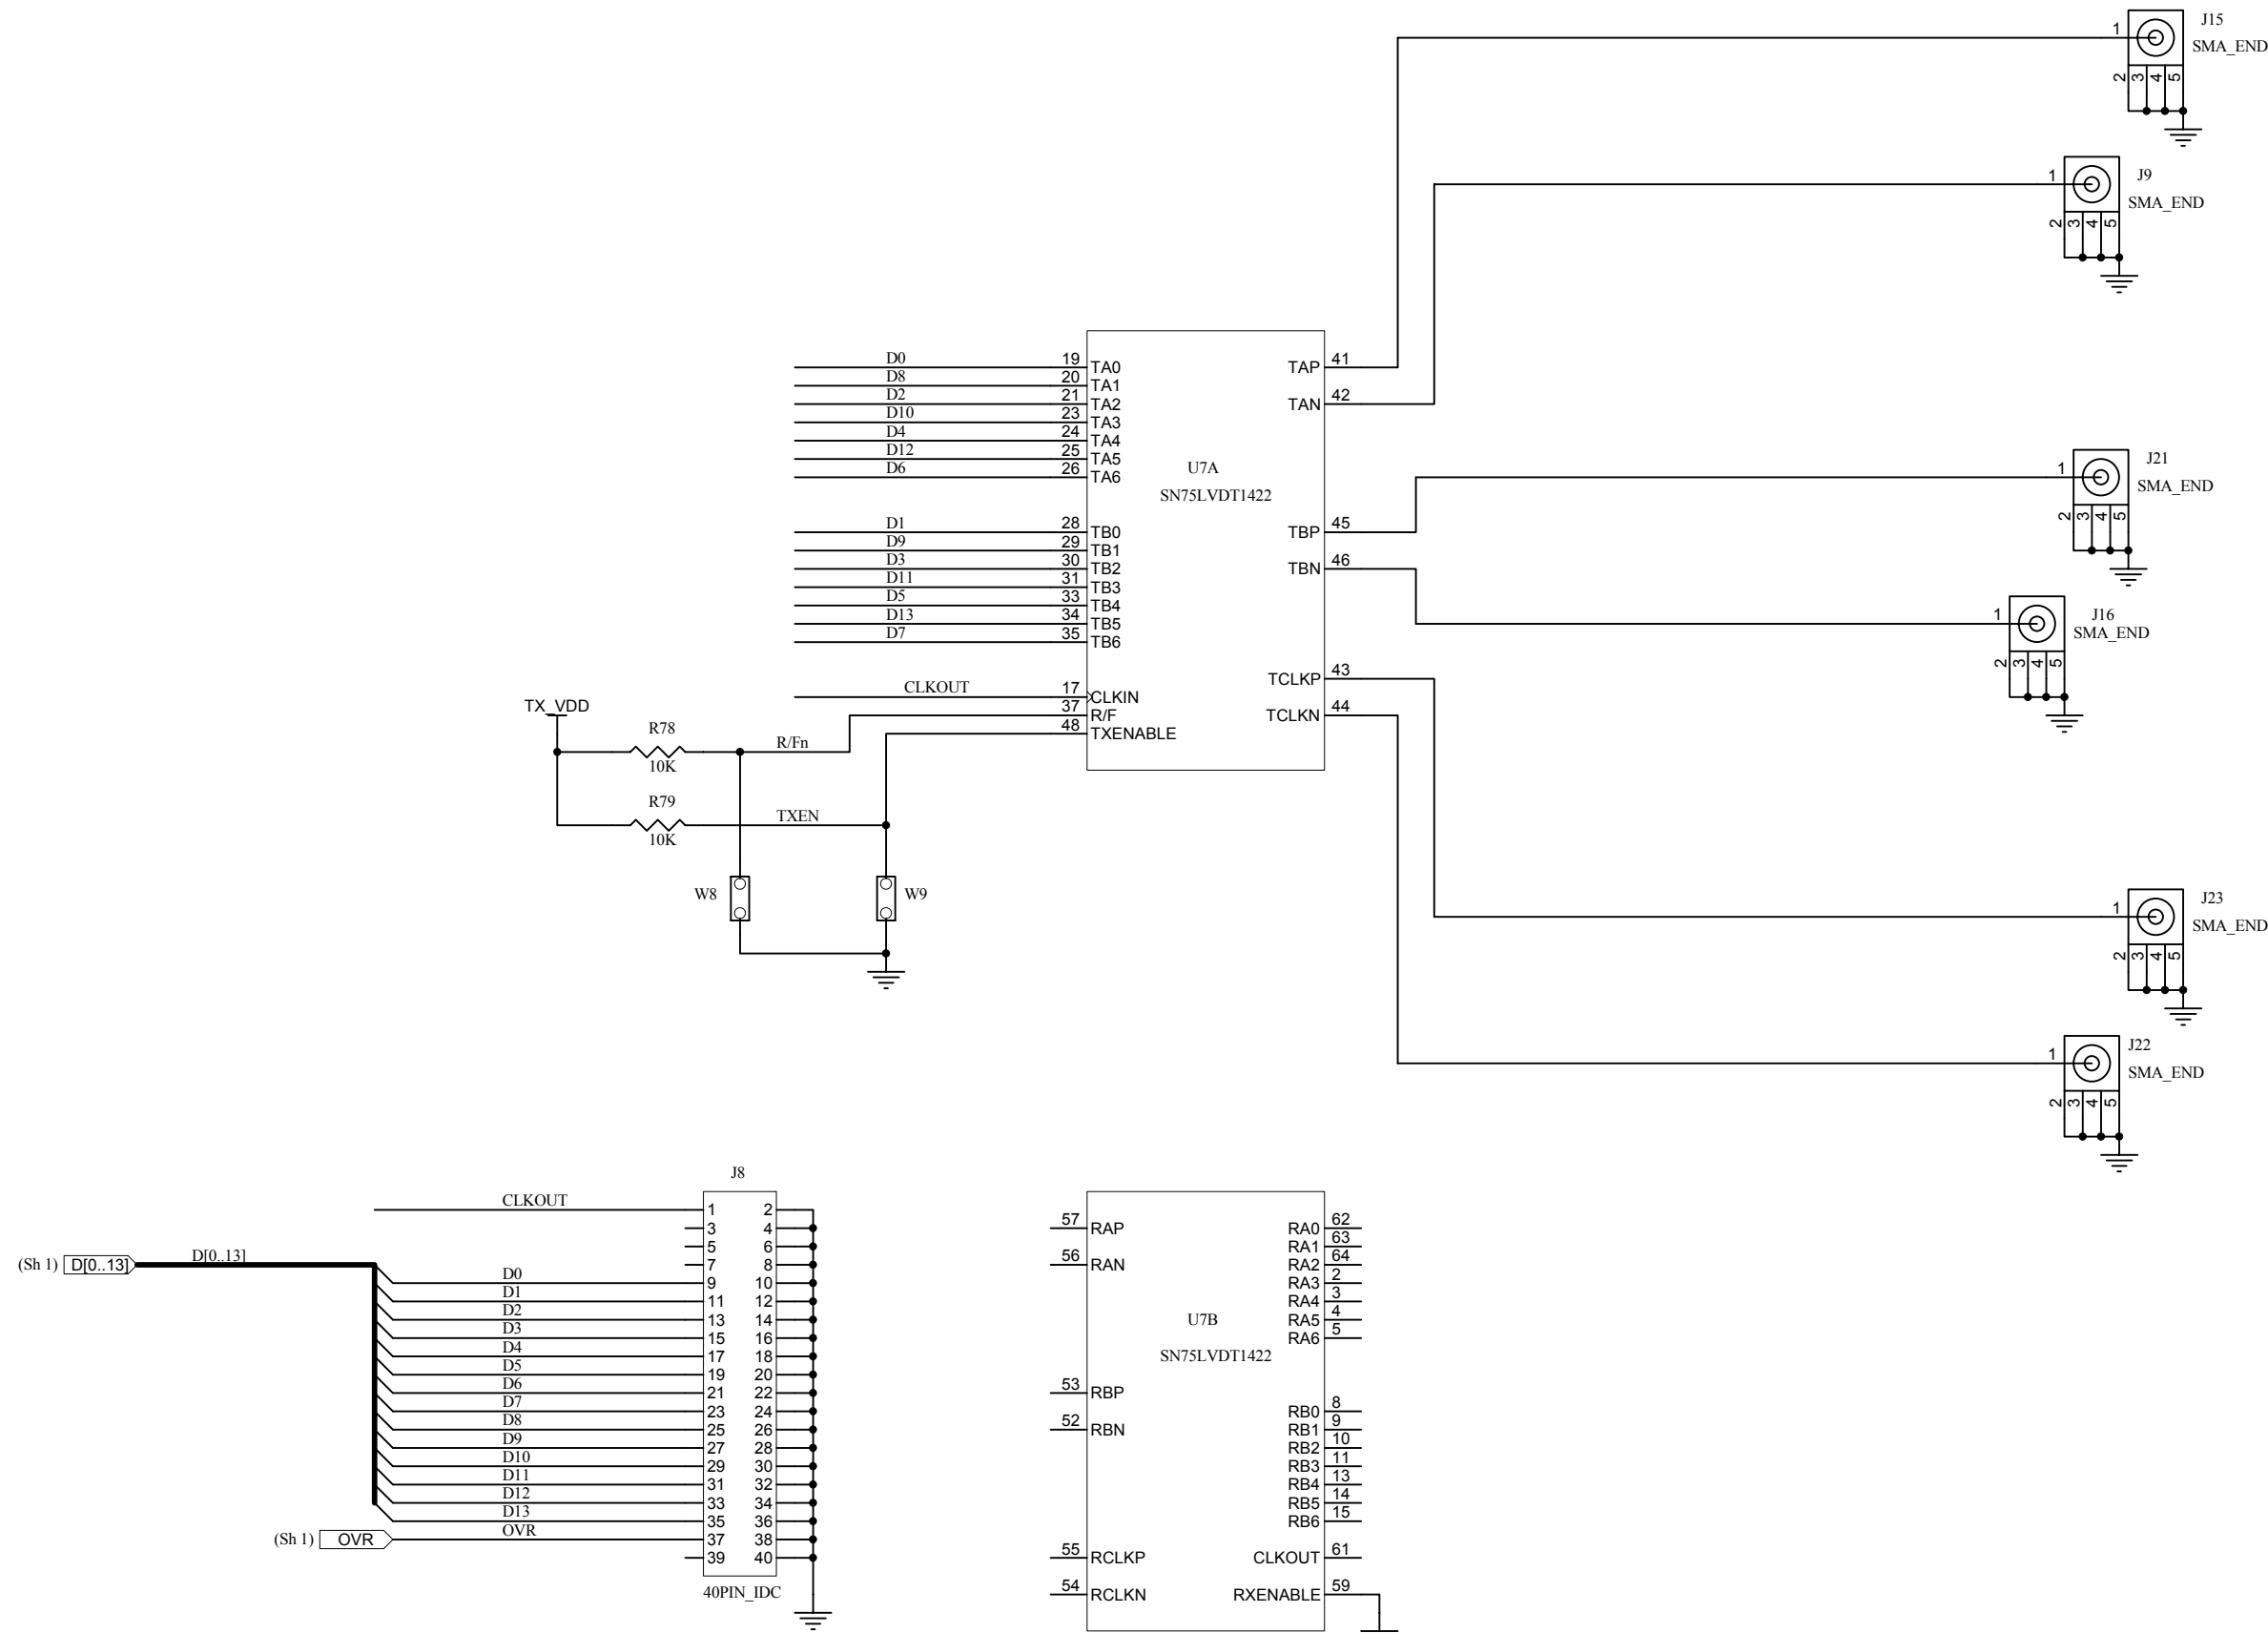 1 J15
SMA_END
2 3 4 5
1 J9
SMA_END
2 3 4 5
D0 19 TA0 TAP 41
D8 20 TA1
D2 21 TA2 TAN 42
D10 23 TA3
D4 24 TA4
D12 25 TA5
D6 26 TA6
U7A
SN75LVDT1422
1 J21
SMA_END
2 3 4 5
D1 28 TB0 TBP 45
D9 29 TB1
D3 30 TB2 TBN 46
D11 31 TB3
D5 33 TB4
D13 34 TB5
D7 35 TB6
1 J16
SMA_END
2 3 4 5
TCLKP 43
CLKOUT 17 CLKIN
37 R/F TCLKN 44
48 TXENABLE
TX_VDD
R78
10K
R/Fn
R79
10K
TXEN
W8 W9
1 J23
SMA_END
2 3 4 5
1 J22
SMA_END
2 3 4 5
J8
CLKOUT 1 2
3 4
5 6
7 8
(Sh 1) D[0..13] D[0..13]
D0 9 10
D1 11 12
D2 13 14
D3 15 16
D4 17 18
D5 19 20
D6 21 22
D7 23 24
D8 25 26
D9 27 28
D10 29 30
D11 31 32
D12 33 34
D13 35 36
(Sh 1) OVR OVR 37 38
39 40
40PIN_IDC
57 RAP RA0 62
RA1 63
56 RAN RA2 64
RA3 2
RA4 3
RA5 4
RA6 5
U7B
SN75LVDT1422
53 RBP
RB0 8
52 RBN RB1 9
RB2 10
RB3 11
RB4 13
RB5 14
RB6 15
55 RCLKP CLKOUT 61
54 RCLKN RXENABLE 59